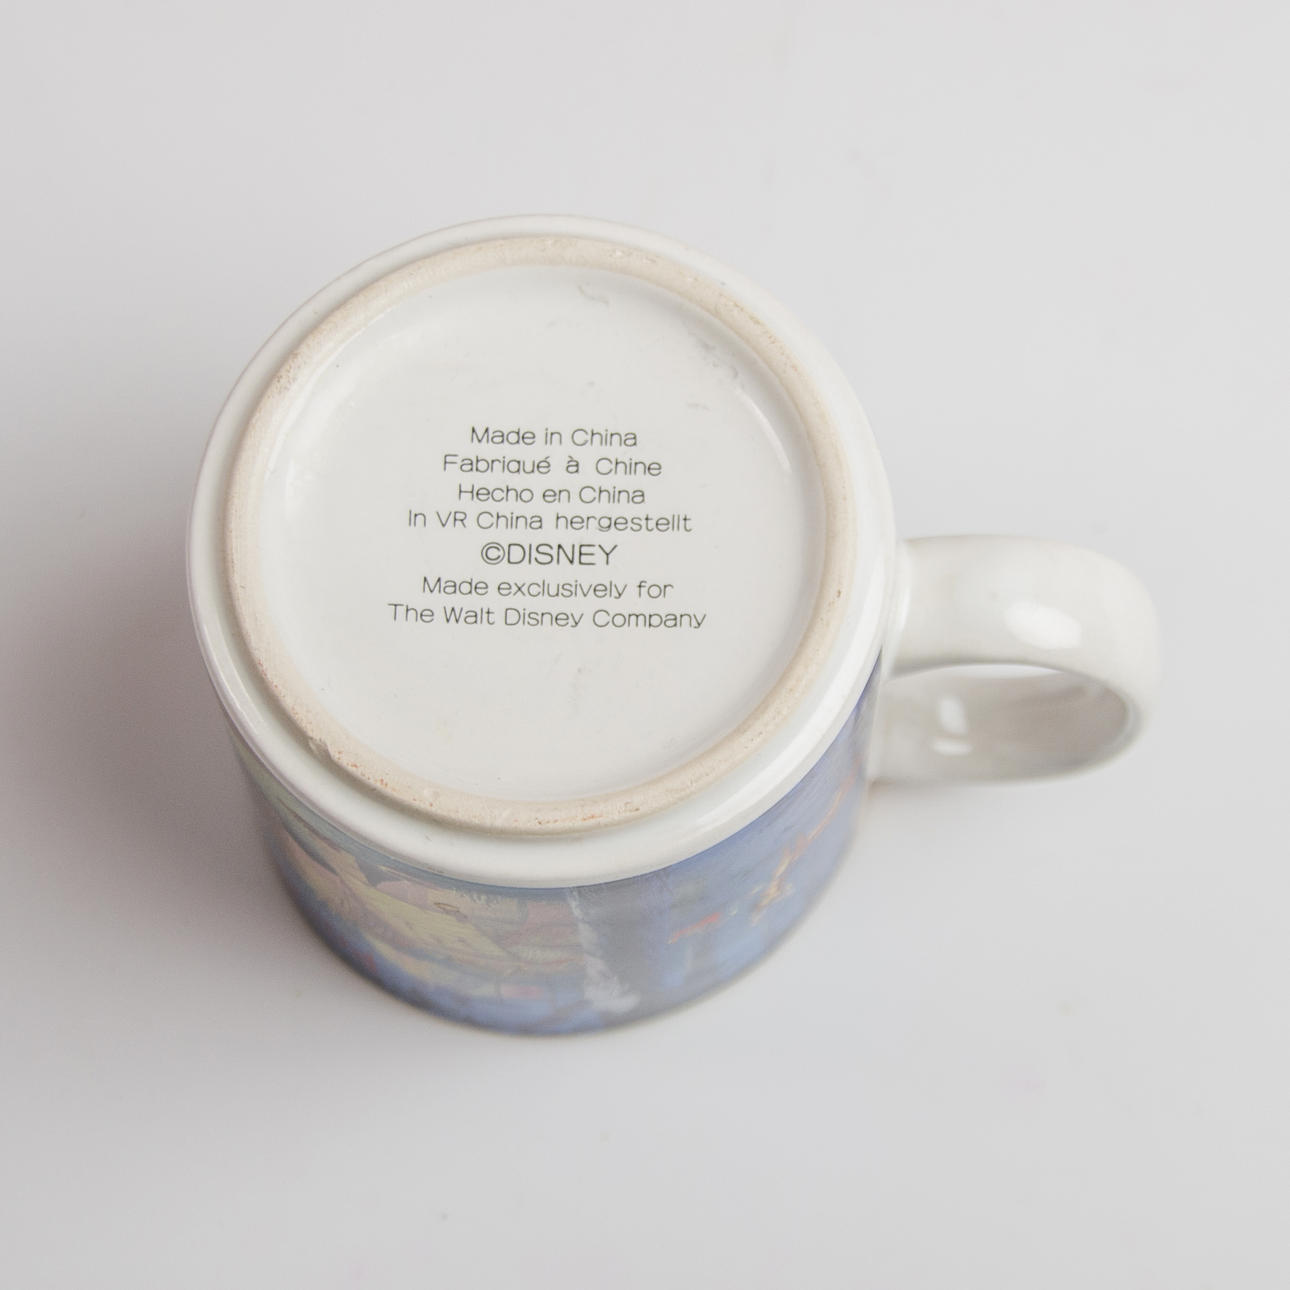 Made in China
Fabriqué à Chine
Hecho en China
In VR China hergestellt
©DISNEY
Made exclusively for
The Walt Disney Company